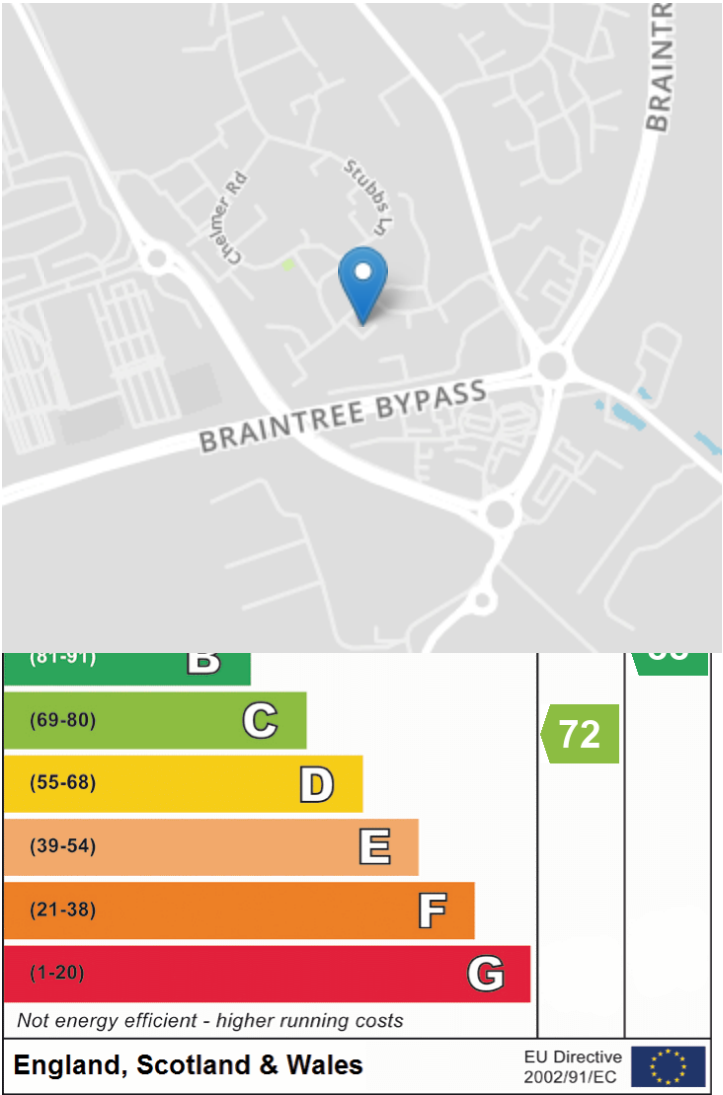 BRAINTR
Stubbs Ln
Chelmer Rd
BRAINTREE BYPASS
(81-91) B
(69-80) C 72
(55-68) D
(39-54) E
(21-38) F
(1-20) G
Not energy efficient - higher running costs
England, Scotland & Wales
EU Directive
2002/91/EC